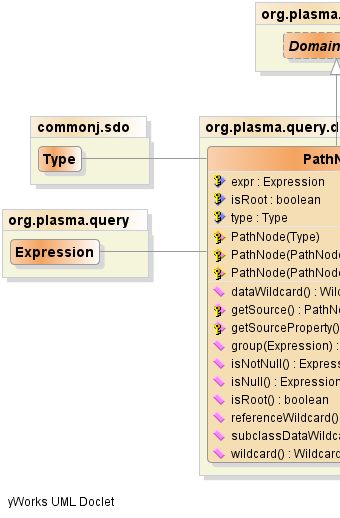 org.plasma.
Domain
commonj.sdo
Type
org.plasma.query
Expression
org.plasma.query.d
PathN
expr : Expression
isRoot : boolean
type : Type
PathNode(Type)
PathNode(PathNode
PathNode(PathNode
dataWildcard() : Wild
getSource() : PathNo
getSourceProperty()
group(Expression) :
isNotNull() : Express
isNull() : Expression
isRoot() : boolean
referenceWildcard()
subclassDataWildca
wildcard() : Wildcard
yWorks UML Doclet